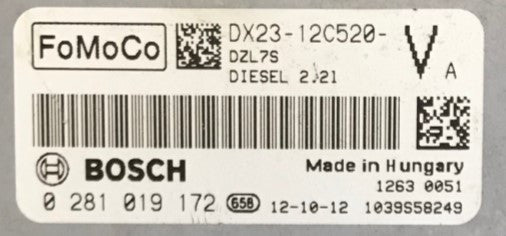 FoMoCo DX23-12C520- V A
DZL7S
DIESEL 2.21
BOSCH Made in Hungary
1263 0051
0 281 019 172 G5B 12-10-12 1039S58249